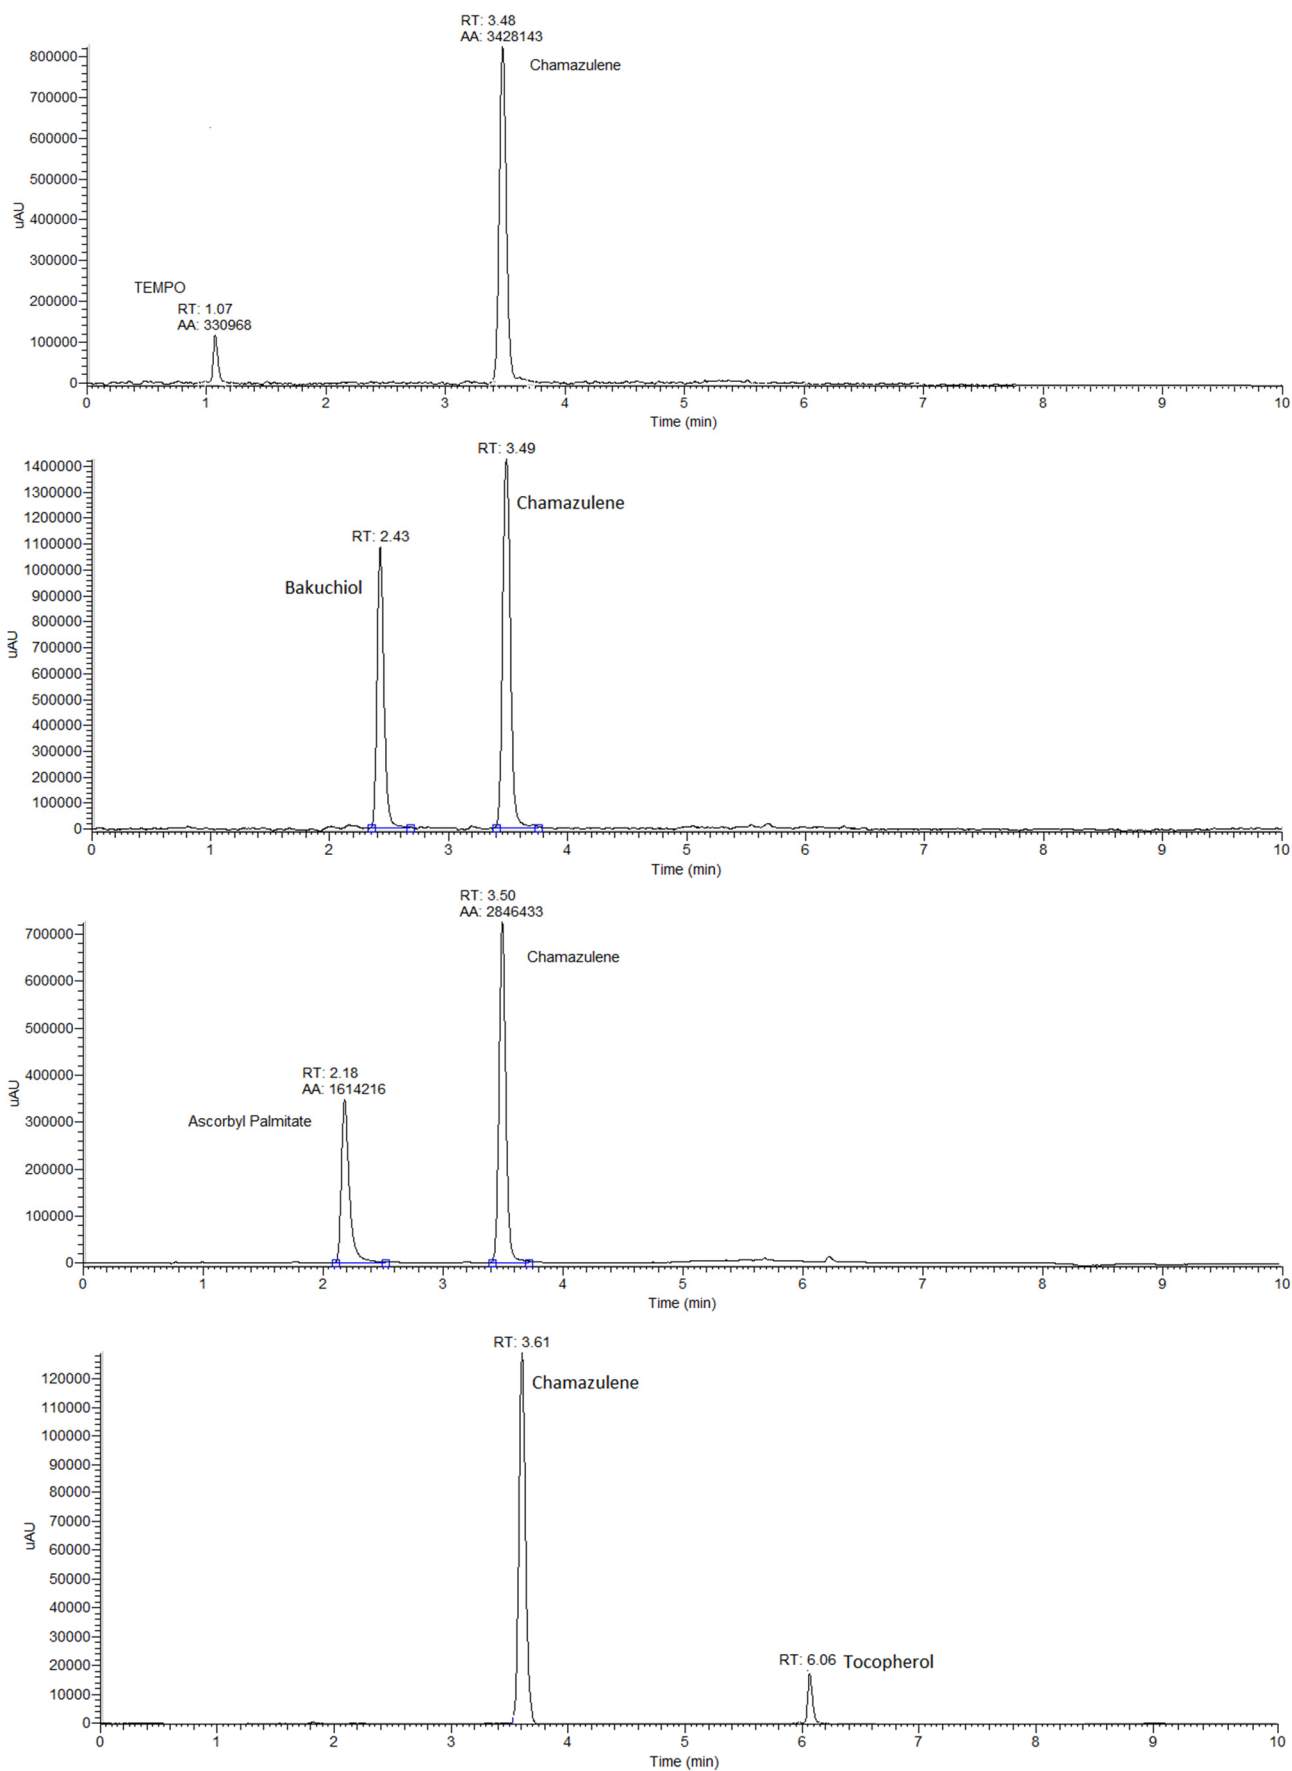 RT: 3.48
AA: 3428143
Chamazulene
800000
700000
600000
500000
400000
300000
200000
100000
0
uAU
TEMPO
RT: 1.07
AA: 330968
0 1 2 3 4 5 6 7 8 9 10
Time (min)
RT: 3.49
Chamazulene
RT: 2.43
Bakuchiol
1400000
1300000
1200000
1100000
1000000
900000
800000
700000
600000
500000
400000
300000
200000
100000
0
uAU
0 1 2 3 4 5 6 7 8 9 10
Time (min)
RT: 3.50
AA: 2846433
Chamazulene
RT: 2.18
AA: 1614216
Ascorbyl Palmitate
700000
600000
500000
400000
300000
200000
100000
0
uAU
0 1 2 3 4 5 6 7 8 9 10
Time (min)
RT: 3.61
Chamazulene
RT: 6.06 Tocopherol
120000
110000
100000
90000
80000
70000
60000
50000
40000
30000
20000
10000
0
uAU
0 1 2 3 4 5 6 7 8 9 10
Time (min)